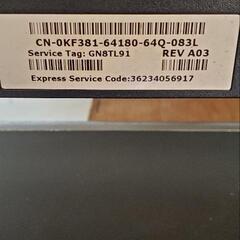 CN-0KF381-64180-64Q-083L
Service Tag: GN8TL91 REV A03
Express Service Code:36234056917